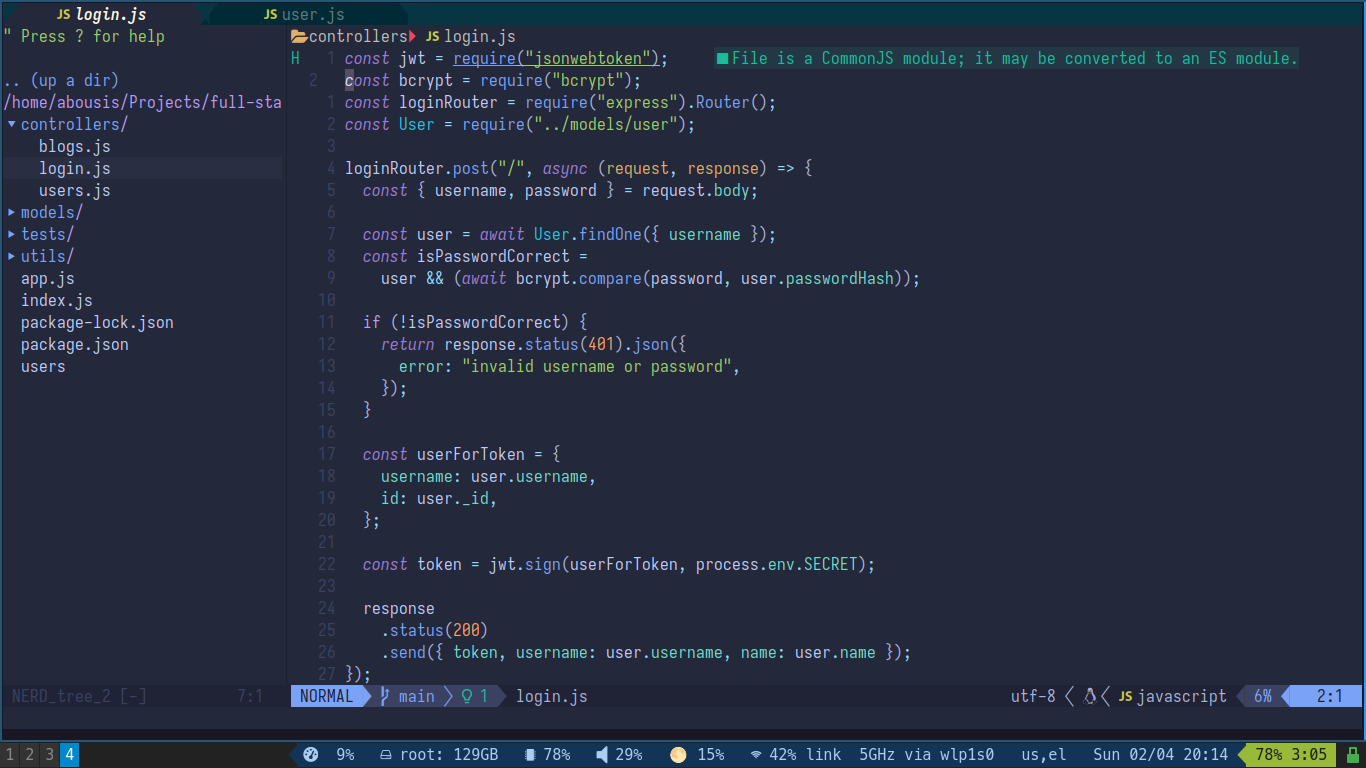 JS login.js JS user.js
" Press ? for help
.. (up a dir)
/home/abousis/Projects/full-sta
▾ controllers/
blogs.js
login.js
users.js
▸ models/
▸ tests/
▸ utils/
app.js
index.js
package-lock.json
package.json
users
NERD_tree_2 [-] 7:1
controllers JS login.js
H 1 const jwt = require("jsonwebtoken"); ■File is a CommonJS module; it may be converted to an ES module.
2 const bcrypt = require("bcrypt");
1 const loginRouter = require("express").Router();
2 const User = require("../models/user");
3
4 loginRouter.post("/", async (request, response) => {
5 const { username, password } = request.body;
6
7 const user = await User.findOne({ username });
8 const isPasswordCorrect =
9 user && (await bcrypt.compare(password, user.passwordHash));
10
11 if (!isPasswordCorrect) {
12 return response.status(401).json({
13 error: "invalid username or password",
14 });
15 }
16
17 const userForToken = {
18 username: user.username,
19 id: user._id,
20 };
21
22 const token = jwt.sign(userForToken, process.env.SECRET);
23
24 response
25 .status(200)
26 .send({ token, username: user.username, name: user.name });
27 });
NORMAL main 1 login.js utf-8 JS javascript 6% 2:1
1 2 3 4 9% root: 129GB 78% 29% 15% 42% link 5GHz via wlp1s0 us,el Sun 02/04 20:14 78% 3:05